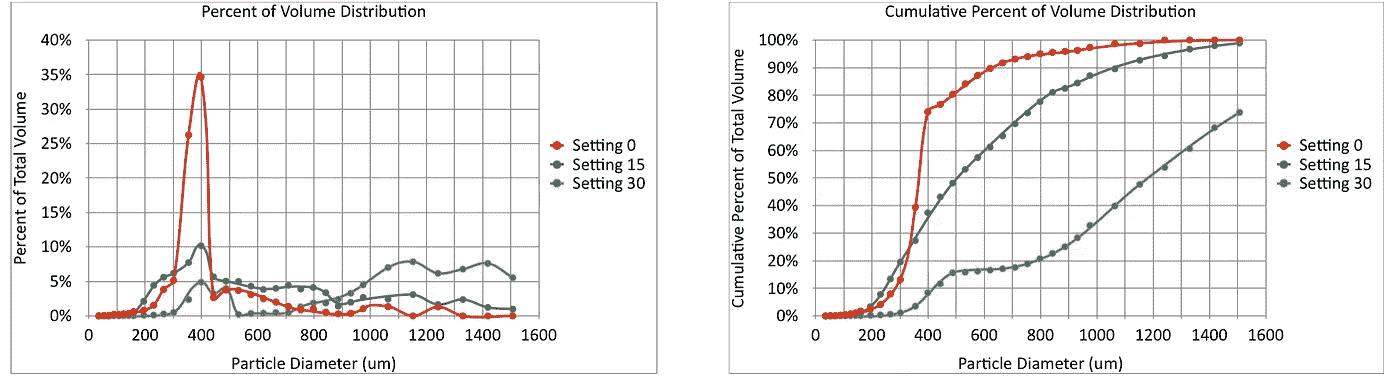 Percent of Volume Distribution
Percent of Total Volume
40%
35%
30%
25%
20%
15%
10%
5%
0%
0 200 400 600 800 1000 1200 1400 1600
Particle Diameter (um)
Setting 0
Setting 15
Setting 30
Cumulative Percent of Volume Distribution
Cumulative Percent of Total Volume
100%
90%
80%
70%
60%
50%
40%
30%
20%
10%
0%
0 200 400 600 800 1000 1200 1400 1600
Particle Diameter (um)
Setting 0
Setting 15
Setting 30